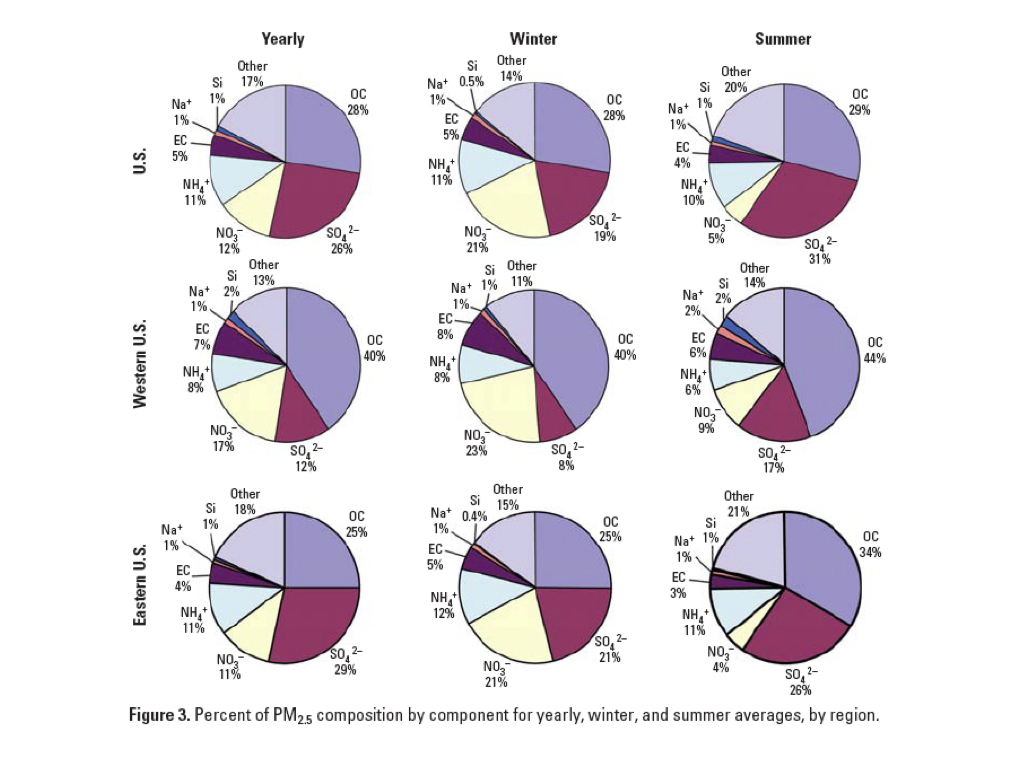 Yearly
Winter
Summer
U.S.
Other
17%
Si
1%
Na⁺
1%
EC
5%
NH₄⁺
11%
NO₃⁻
12%
SO₄²⁻
26%
OC
28%
Other
14%
Si
0.5%
Na⁺
1%
EC
5%
NH₄⁺
11%
NO₃⁻
21%
SO₄²⁻
19%
OC
28%
Other
20%
Si
1%
Na⁺
1%
EC
4%
NH₄⁺
10%
NO₃⁻
5%
SO₄²⁻
31%
OC
29%
Western U.S.
Other
13%
Si
2%
Na⁺
1%
EC
7%
NH₄⁺
8%
NO₃⁻
17%
SO₄²⁻
12%
OC
40%
Other
11%
Si
1%
Na⁺
1%
EC
8%
NH₄⁺
8%
NO₃⁻
23%
SO₄²⁻
8%
OC
40%
Other
14%
Si
2%
Na⁺
2%
EC
6%
NH₄⁺
6%
NO₃⁻
9%
SO₄²⁻
17%
OC
44%
Eastern U.S.
Other
18%
Si
1%
Na⁺
1%
EC
4%
NH₄⁺
11%
NO₃⁻
11%
SO₄²⁻
29%
OC
25%
Other
15%
Si
0.4%
Na⁺
1%
EC
5%
NH₄⁺
12%
NO₃⁻
21%
SO₄²⁻
21%
OC
25%
Other
21%
Si
1%
Na⁺
1%
EC
3%
NH₄⁺
11%
NO₃⁻
4%
SO₄²⁻
26%
OC
34%
Figure 3. Percent of PM₂.₅ composition by component for yearly, winter, and summer averages, by region.